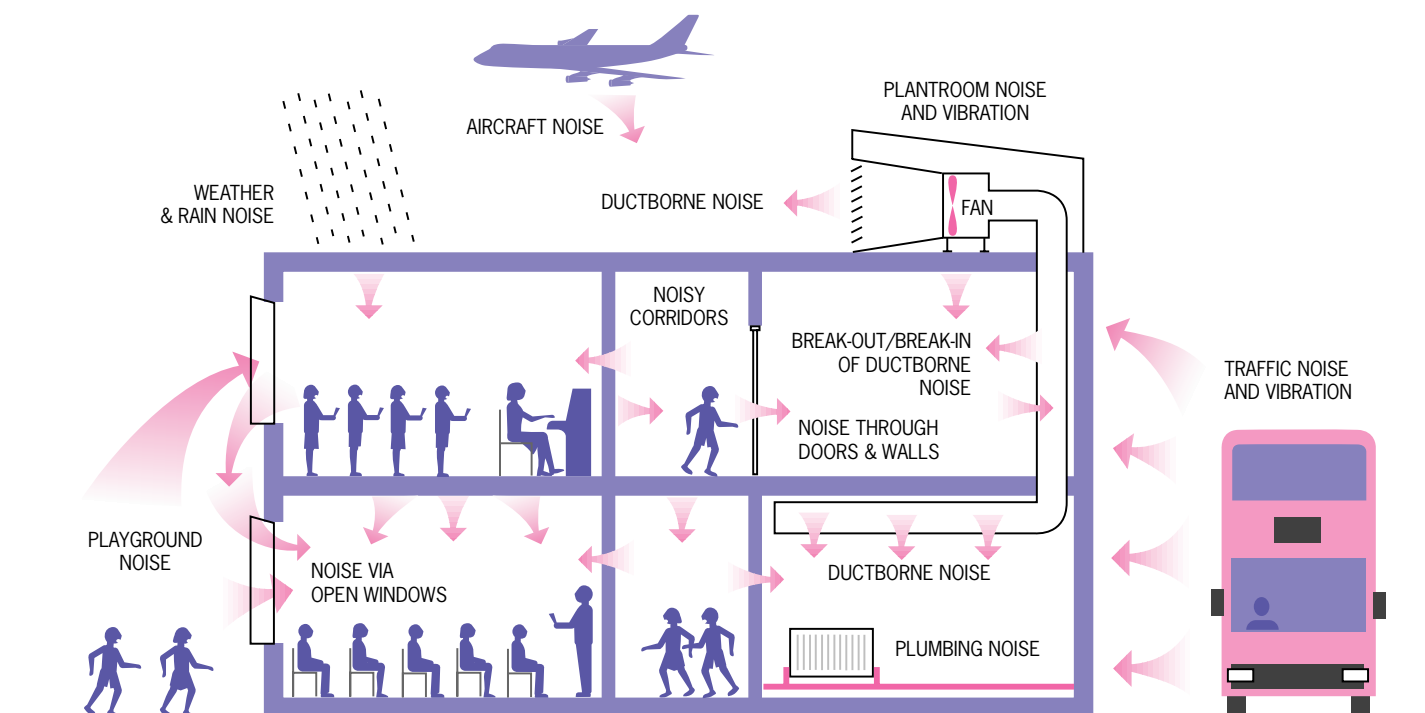 PLANTROOM NOISE
AND VIBRATION
AIRCRAFT NOISE
WEATHER
& RAIN NOISE
DUCTBORNE NOISE
FAN
NOISY
CORRIDORS
BREAK-OUT/BREAK-IN
OF DUCTBORNE
NOISE
TRAFFIC NOISE
AND VIBRATION
NOISE THROUGH
DOORS & WALLS
PLAYGROUND
NOISE
NOISE VIA
OPEN WINDOWS
DUCTBORNE NOISE
PLUMBING NOISE